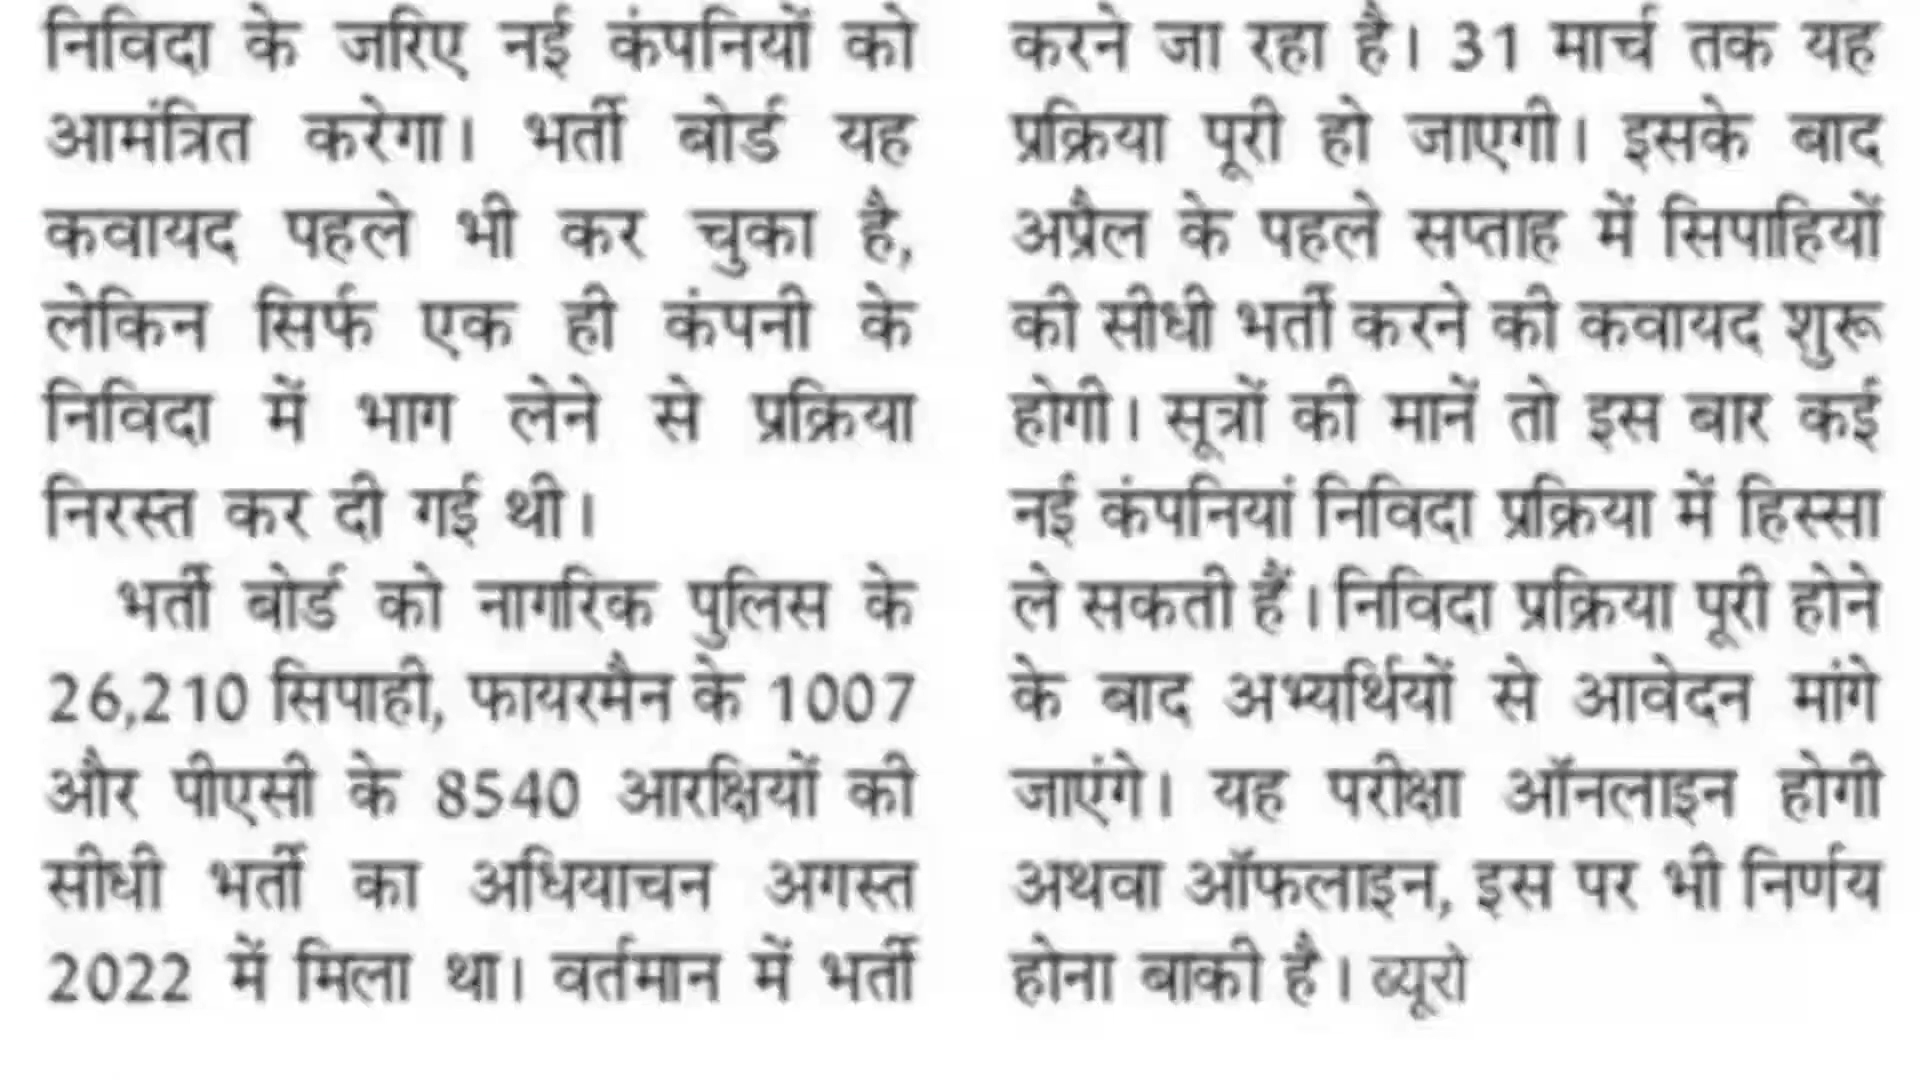 निविदा के जरिए नई कंपनियों को
आमंत्रित करेगा। भर्ती बोर्ड यह
कवायद पहले भी कर चुका है,
लेकिन सिर्फ एक ही कंपनी के
निविदा में भाग लेने से प्रक्रिया
निरस्त कर दी गई थी।
भर्ती बोर्ड को नागरिक पुलिस के
26,210 सिपाही, फायरमैन के 1007
और पीएसी के 8540 आरक्षियों की
सीधी भर्ती का अधियाचन अगस्त
2022 में मिला था। वर्तमान में भर्ती
करने जा रहा है। 31 मार्च तक यह
प्रक्रिया पूरी हो जाएगी। इसके बाद
अप्रैल के पहले सप्ताह में सिपाहियों
की सीधी भर्ती करने की कवायद शुरू
होगी। सूत्रों की मानें तो इस बार कई
नई कंपनियां निविदा प्रक्रिया में हिस्सा
ले सकती हैं। निविदा प्रक्रिया पूरी होने
के बाद अभ्यर्थियों से आवेदन मांगे
जाएंगे। यह परीक्षा ऑनलाइन होगी
अथवा ऑफलाइन, इस पर भी निर्णय
होना बाकी है। ब्यूरो